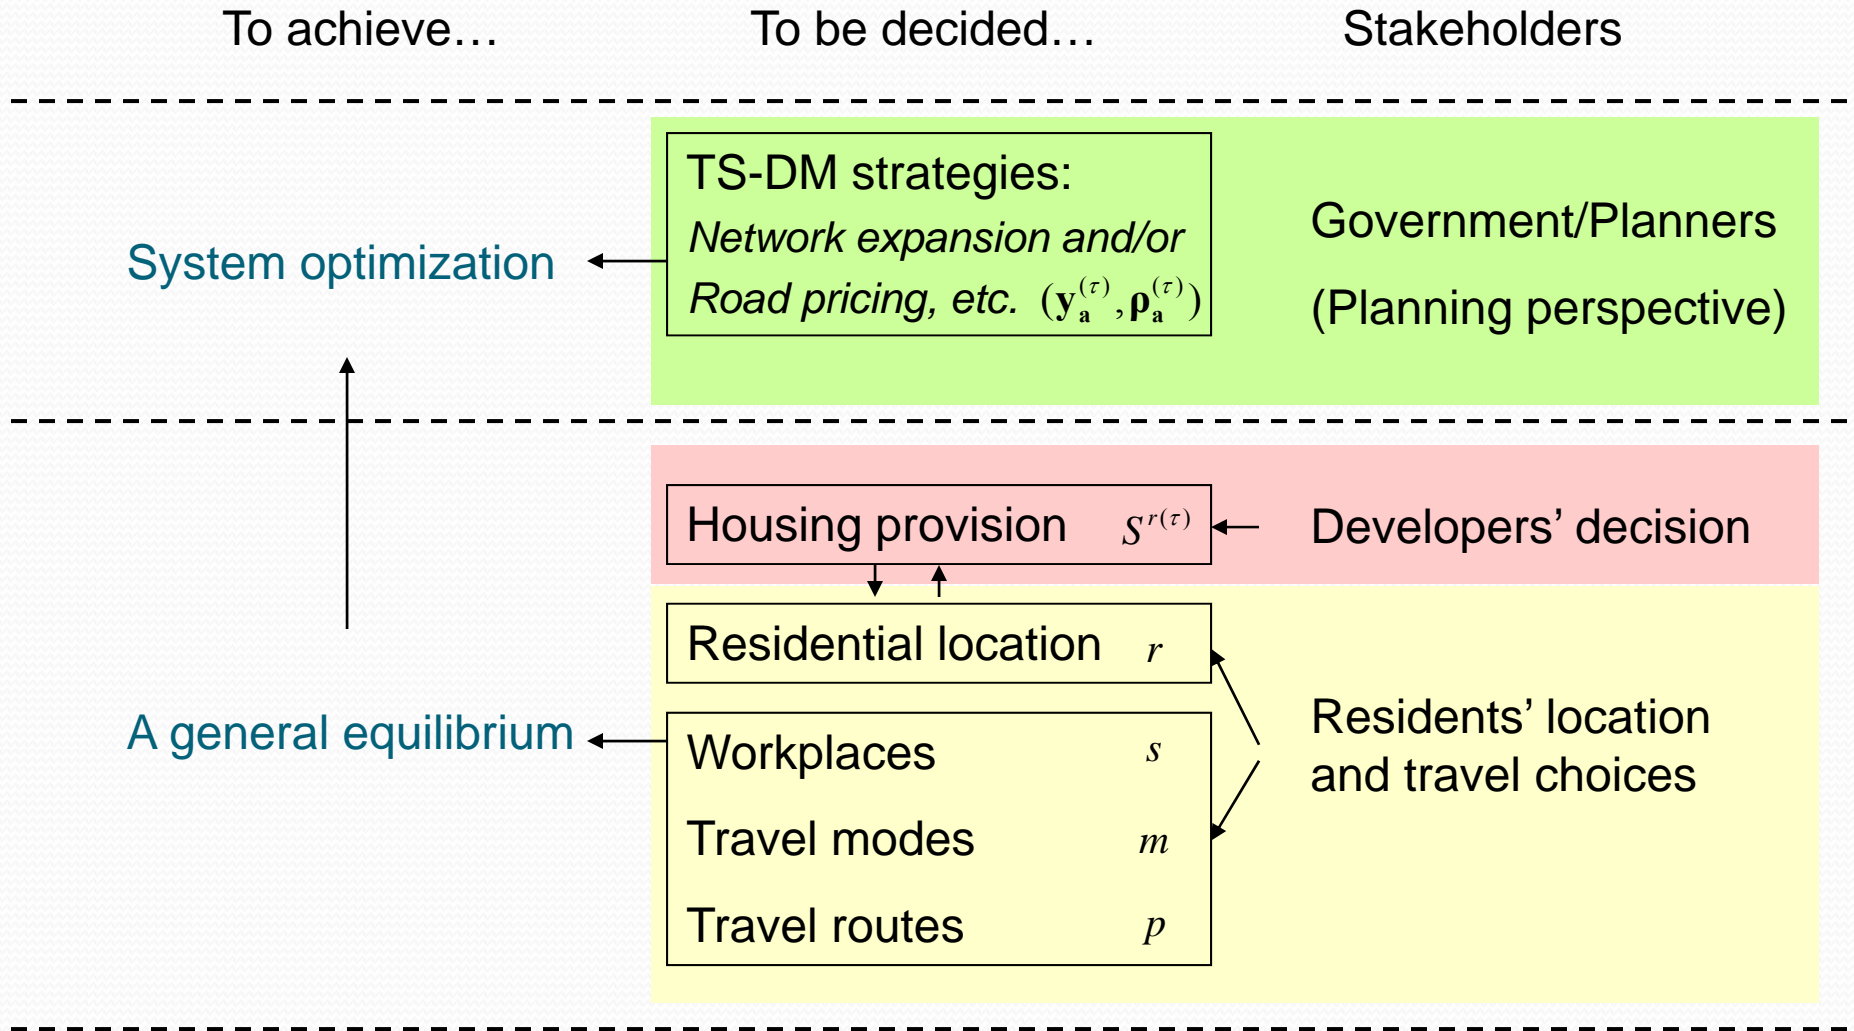 To achieve… To be decided… Stakeholders
TS-DM strategies:
Network expansion and/or
Road pricing, etc. (𝐲ₐ^(τ), 𝛒ₐ^(τ))
System optimization
Government/Planners
(Planning perspective)
Housing provision S^r(τ)
Developers’ decision
Residential location r
A general equilibrium
Workplaces s
Travel modes m
Travel routes p
Residents’ location
and travel choices